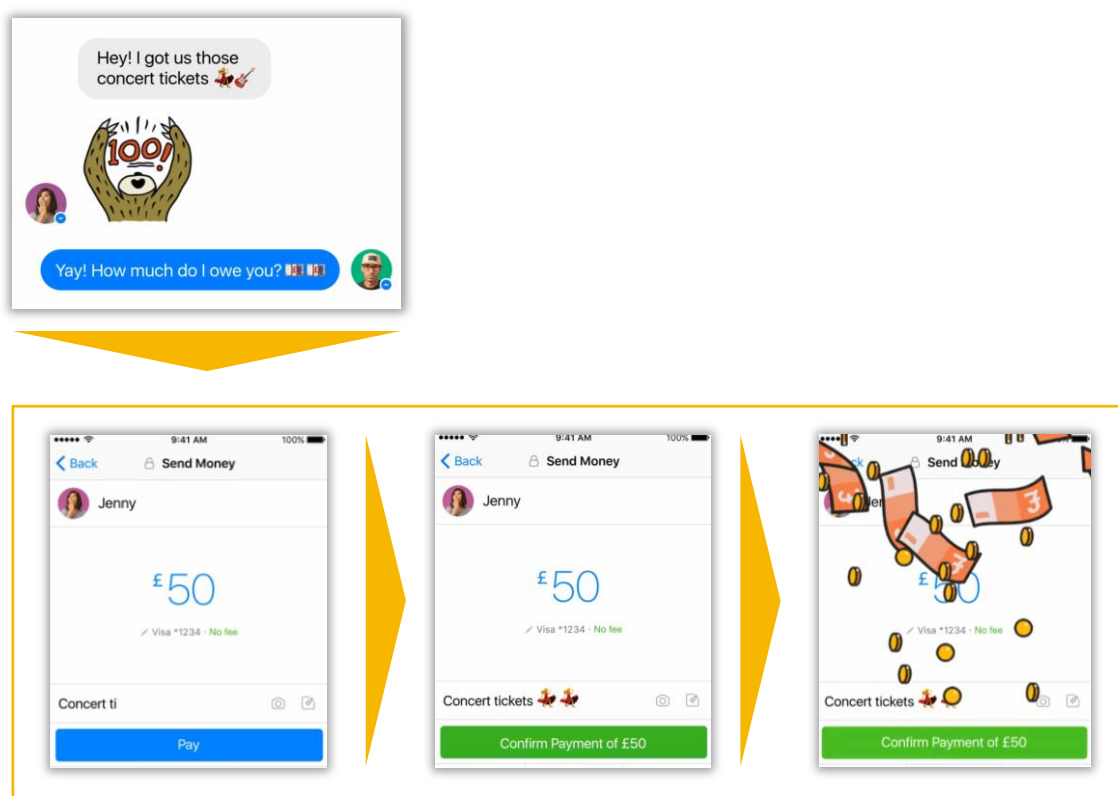 Hey! I got us those
concert tickets 💃🎸
100!
Yay! How much do I owe you? 💷💷
9:41 AM 100%
Back Send Money
Jenny
£50
Visa *1234 · No fee
Concert ti
Pay
9:41 AM 100%
Back Send Money
Jenny
£50
Visa *1234 · No fee
Concert tickets 💃💃
Confirm Payment of £50
9:41 AM
Send
£50
Visa *1234 · No fee
Concert tickets 💃
Confirm Payment of £50